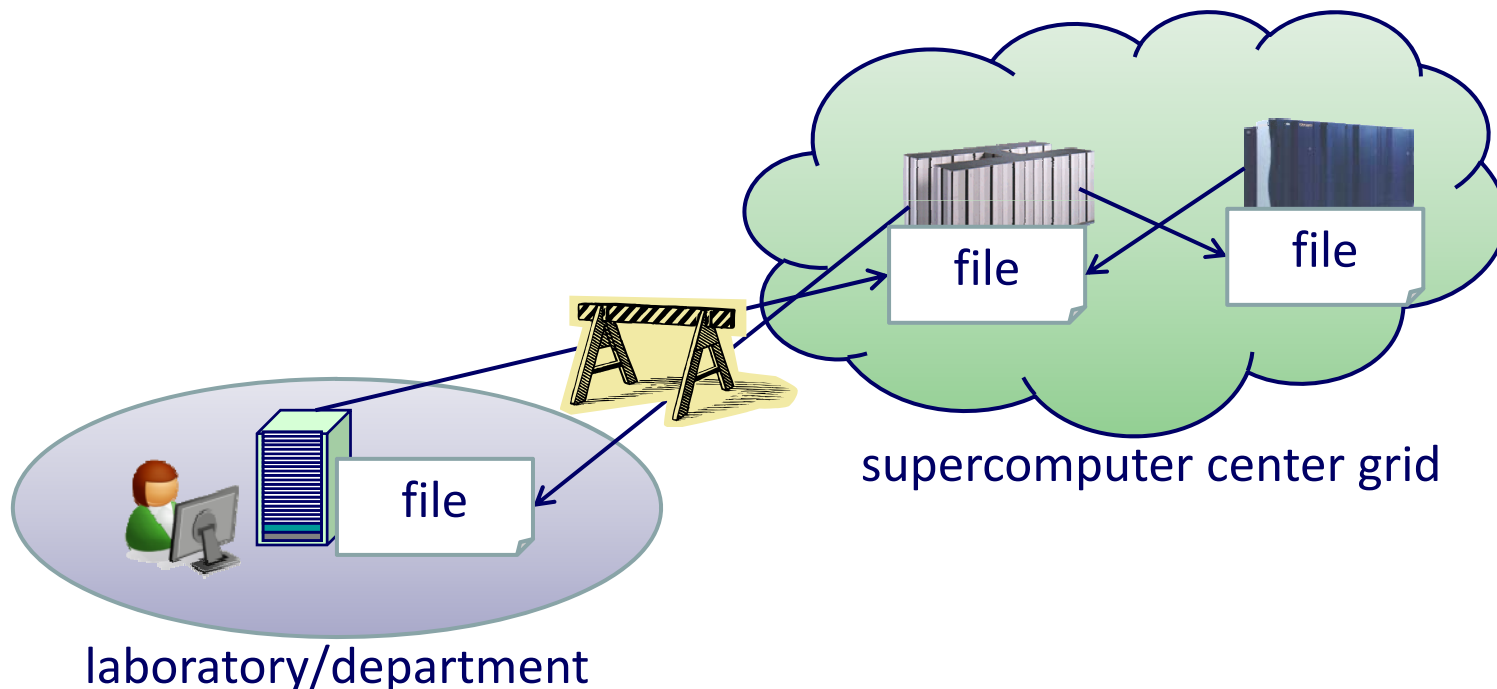 file
file
supercomputer center grid
file
laboratory/department